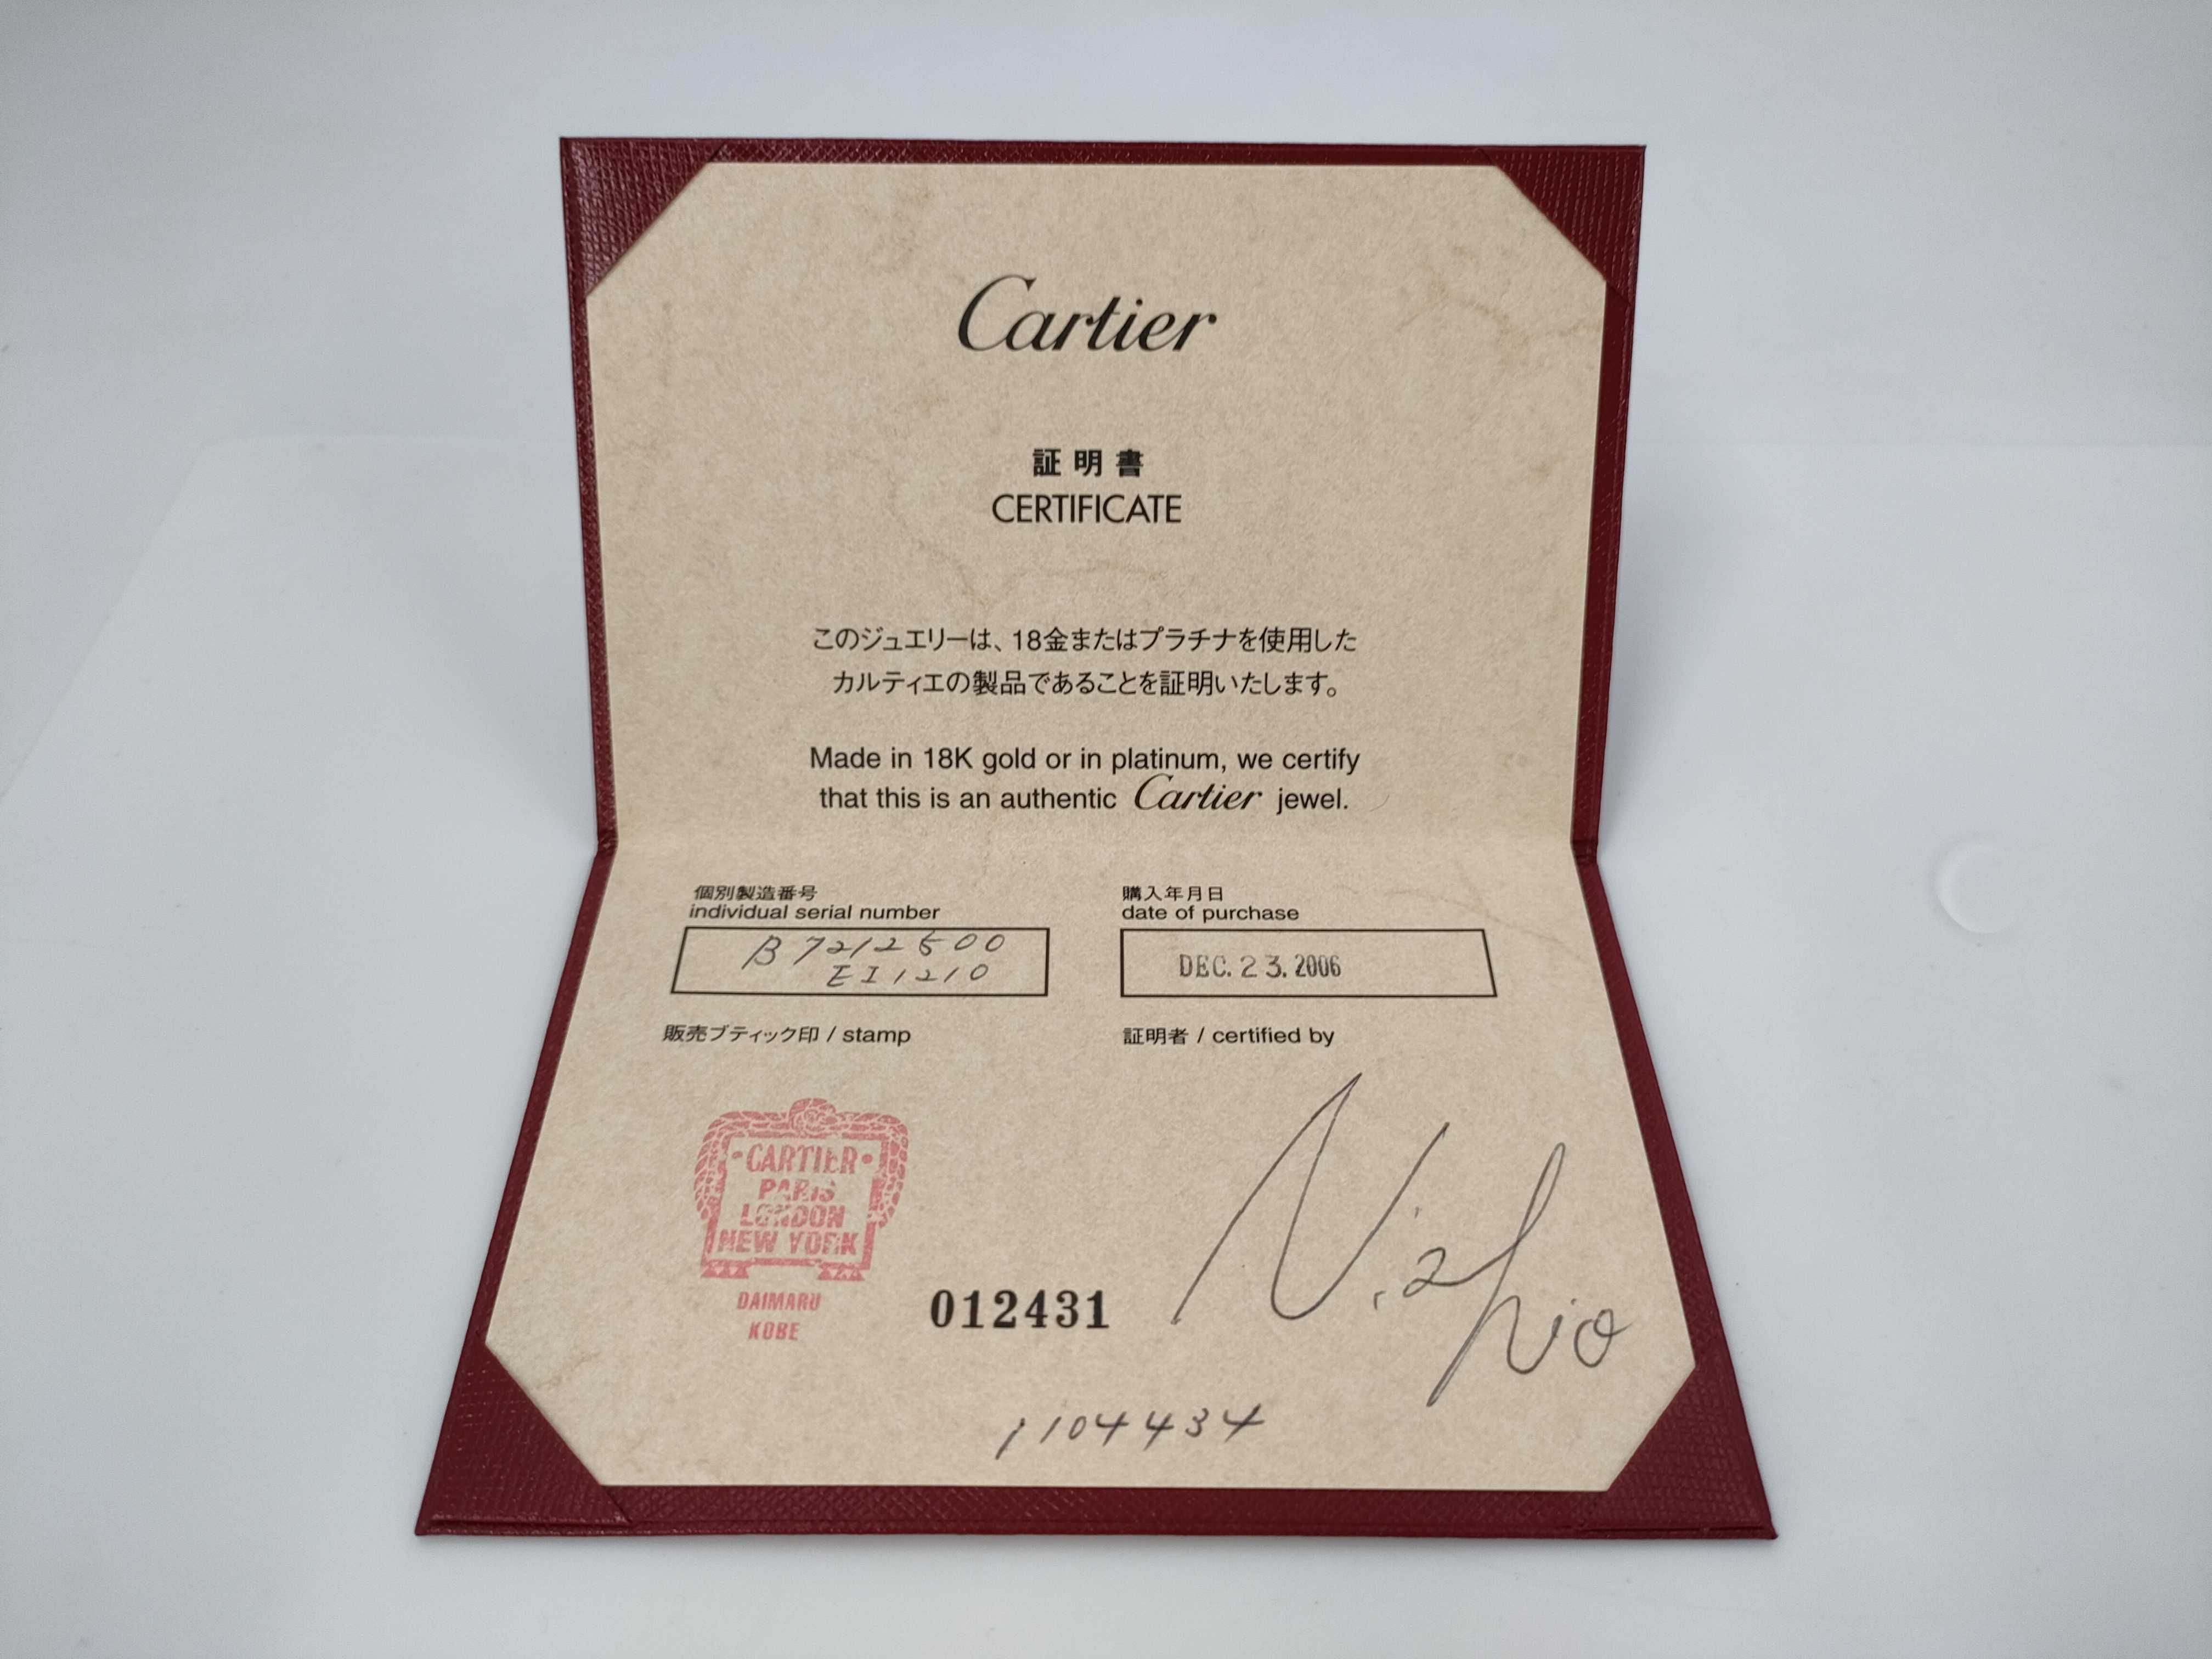 Cartier
証明書
CERTIFICATE
このジュエリーは、18金またはプラチナを使用した
カルティエの製品であることを証明いたします。
Made in 18K gold or in platinum, we certify
that this is an authentic Cartier jewel.
個別製造番号
individual serial number
B7212500
EI1210
購入年月日
date of purchase
DEC. 23. 2006
販売ブティック印 / stamp
証明者 / certified by
CARTIER
PARIS
LONDON
NEW YORK
DAIMARU
KOBE
012431
Nishio
1104434